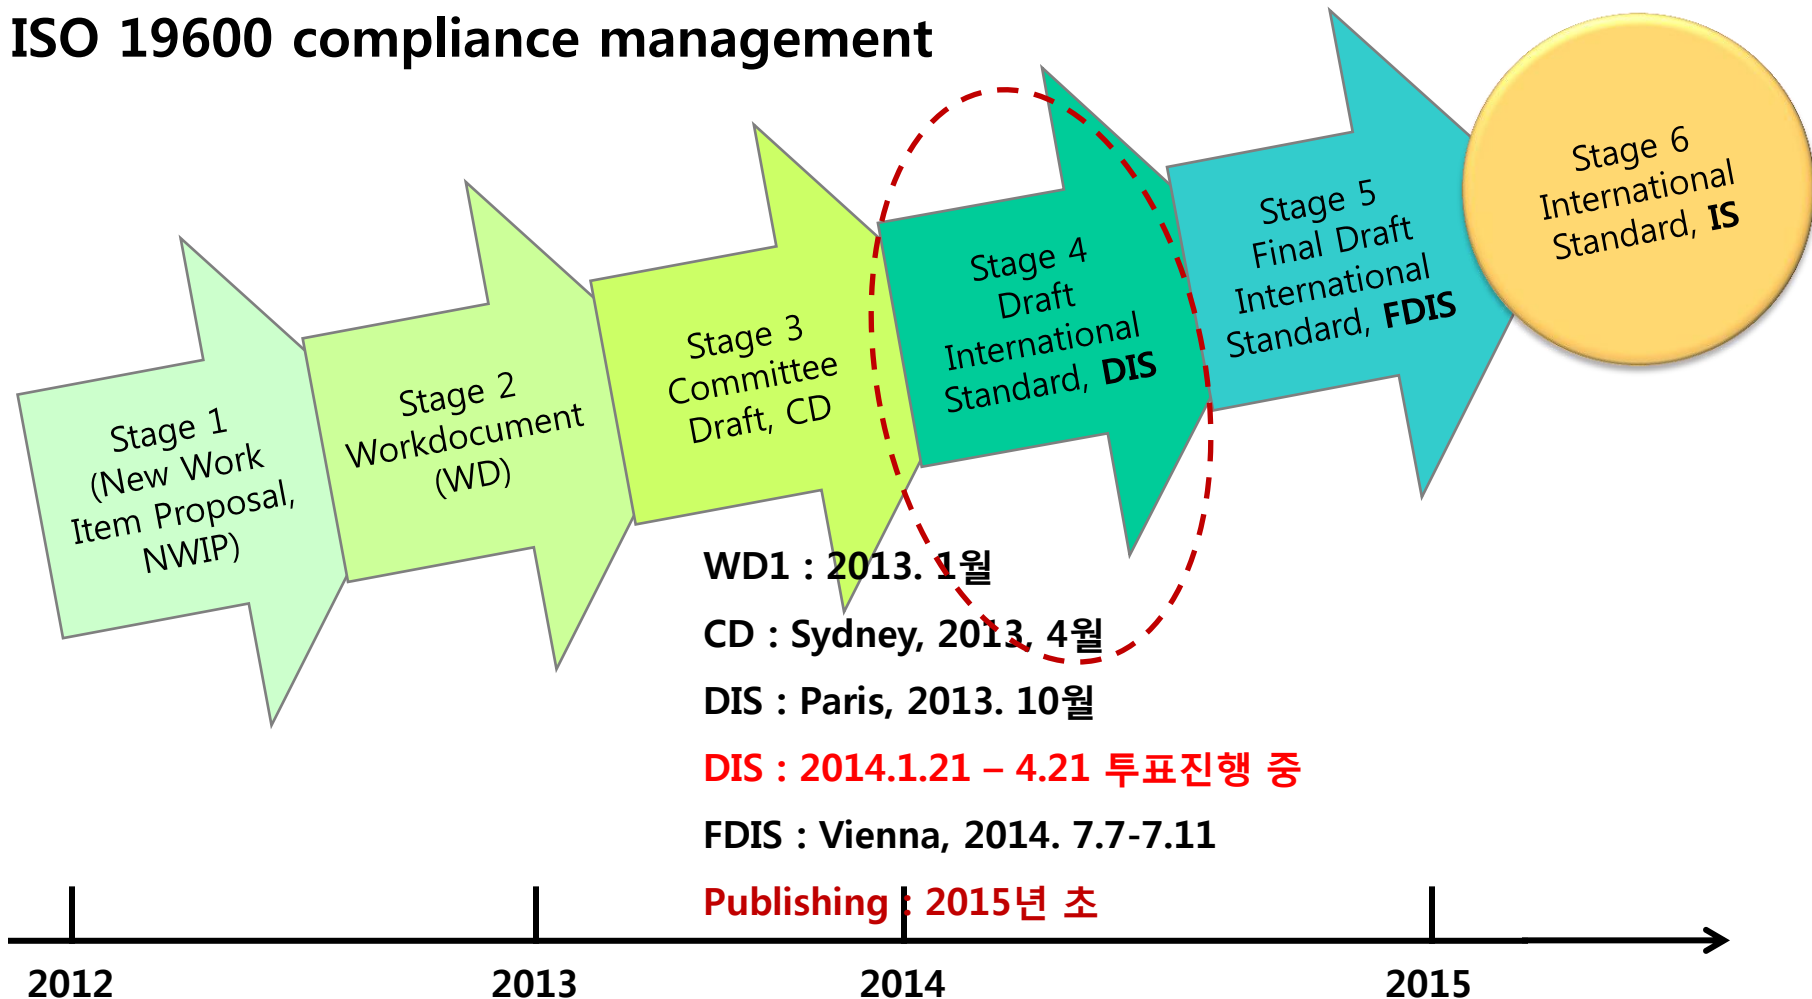 ISO 19600 compliance management
Stage 1
(New Work
Item Proposal,
NWIP)
Stage 2
Workdocument
(WD)
Stage 3
Committee
Draft, CD
Stage 4
Draft
International
Standard, DIS
Stage 5
Final Draft
International
Standard, FDIS
Stage 6
International
Standard, IS
WD1 : 2013. 1월
CD : Sydney, 2013, 4월
DIS : Paris, 2013. 10월
DIS : 2014.1.21 – 4.21 투표진행 중
FDIS : Vienna, 2014. 7.7-7.11
Publishing : 2015년 초
2012
2013
2014
2015